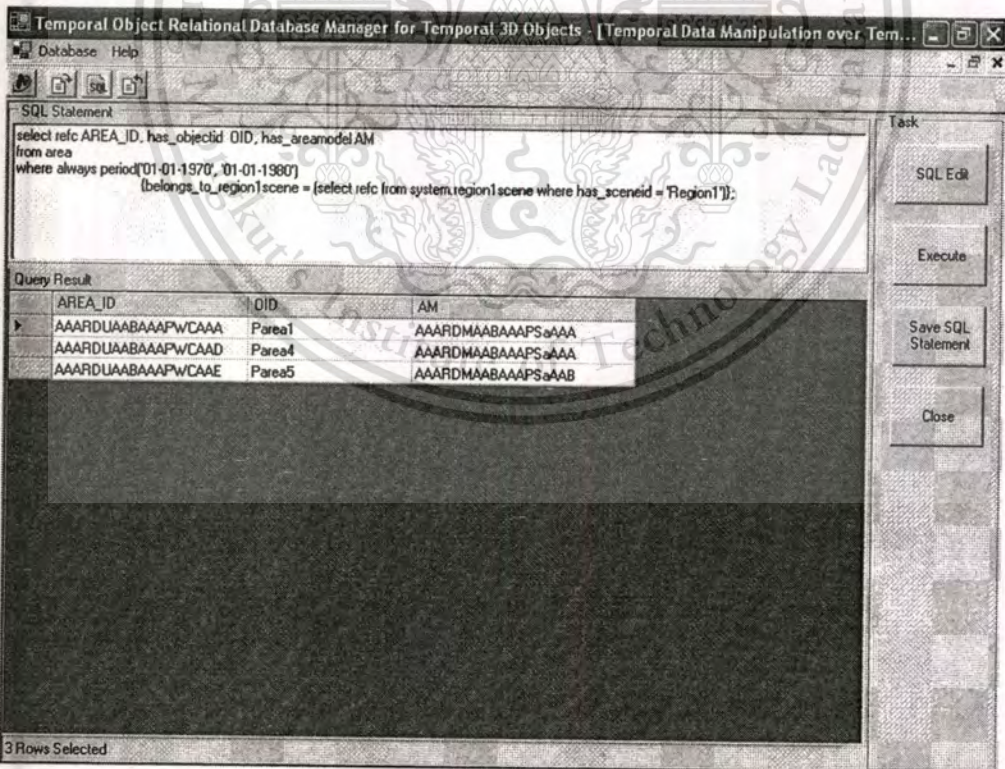 Temporal Object Relational Database Manager for Temporal 3D Objects - [Temporal Data Manipulation over Tem...
Database Help
SQL
SQL Statement
select refc AREA_ID, has_objectid OID, has_areamodel AM
from area
where always period('01-01-1970', '01-01-1980')
{belongs_to_region1scene = (select refc from system.region1scene where has_sceneid = 'Region1')};
Task
SQL Edit
Execute
Save SQL
Statement
Close
Query Result
AREA_ID OID AM
AAARDUAABAAAPWCAAA Parea1 AAARDMAABAAAPSaAAA
AAARDUAABAAAPWCAAD Parea4 AAARDMAABAAAPSaAAA
AAARDUAABAAAPWCAAE Parea5 AAARDMAABAAAPSaAAB
3 Rows Selected